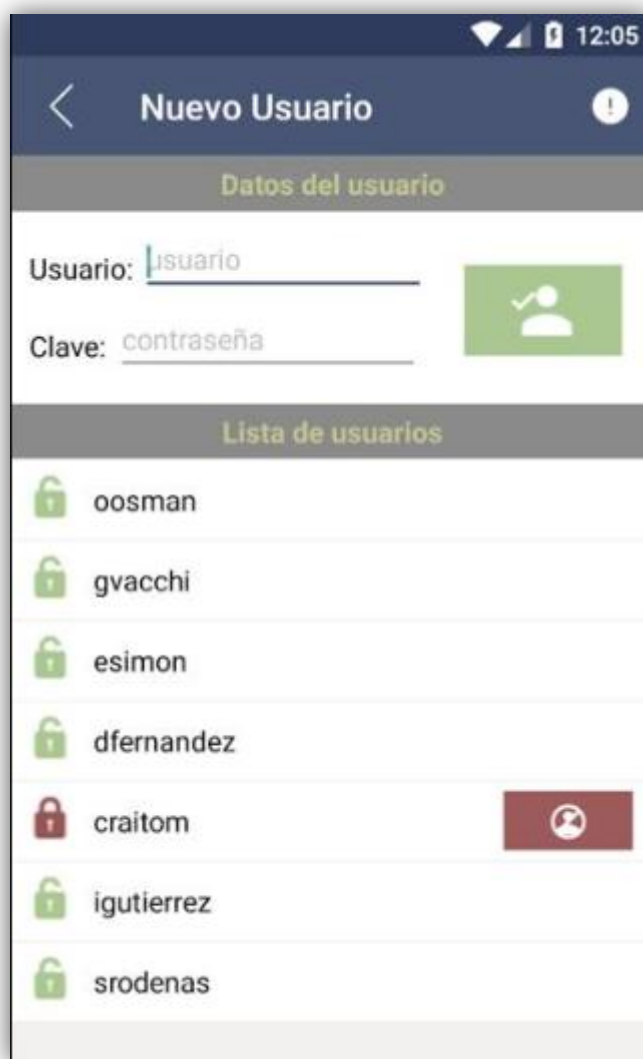 12:05
Nuevo Usuario
Datos del usuario
Usuario: usuario
Clave: contraseña
Lista de usuarios
oosman
gvacchi
esimon
dfernandez
craitom
igutierrez
srodenas